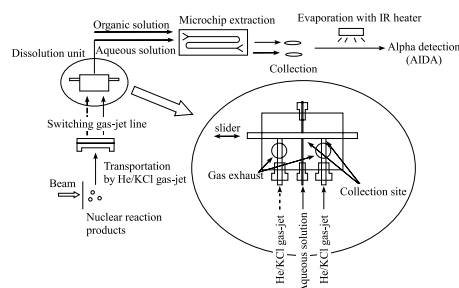 Organic solution
Microchip extraction
Evaporation with IR heater
Dissolution unit
Aqueous solution
Alpha detection
(AIDA)
Collection
Switching gas-jet line
slider
Transportation
by He/KCl gas-jet
Gas exhaust
Collection site
Beam
Nuclear reaction
products
He/KCl gas-jet
Aqueous solution
He/KCl gas-jet